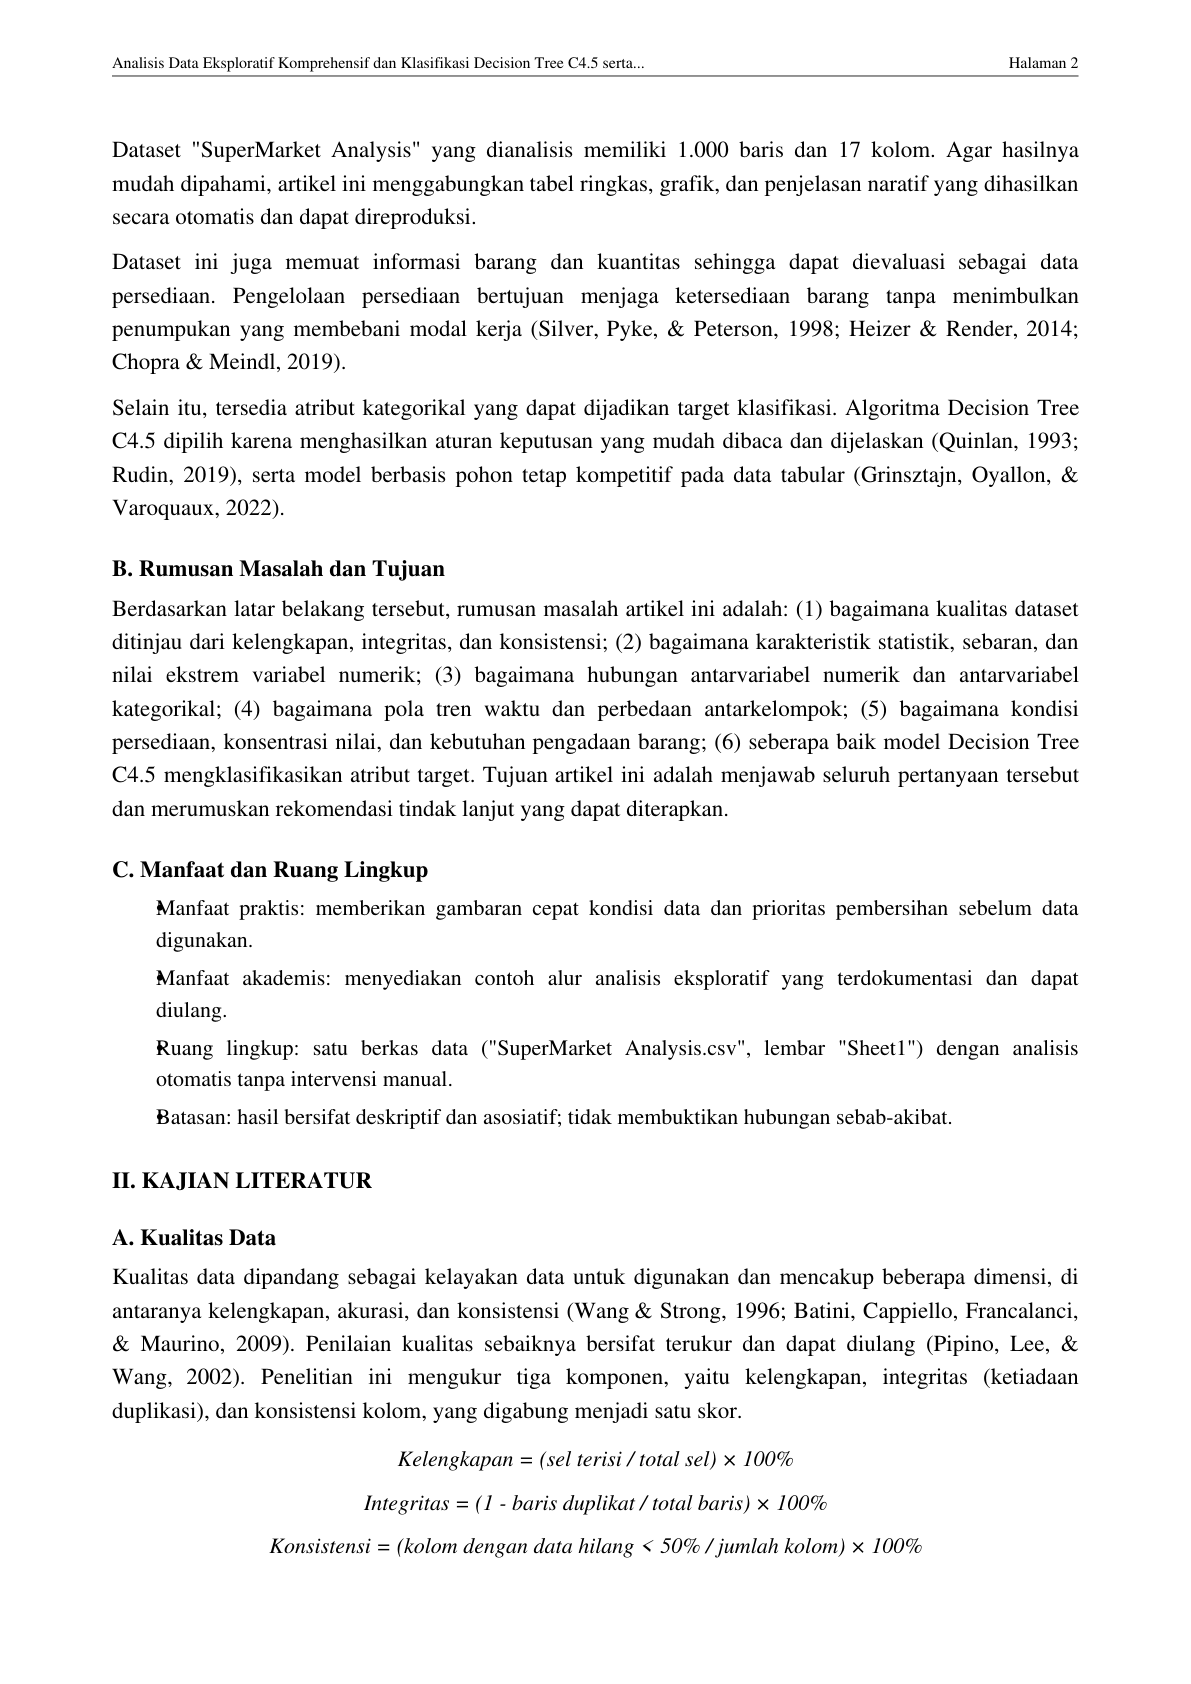 Analisis Data Eksploratif Komprehensif dan Klasifikasi Decision Tree C4.5 serta... Halaman 2
Dataset "SuperMarket Analysis" yang dianalisis memiliki 1.000 baris dan 17 kolom. Agar hasilnya
mudah dipahami, artikel ini menggabungkan tabel ringkas, grafik, dan penjelasan naratif yang dihasilkan
secara otomatis dan dapat direproduksi.
Dataset ini juga memuat informasi barang dan kuantitas sehingga dapat dievaluasi sebagai data
persediaan. Pengelolaan persediaan bertujuan menjaga ketersediaan barang tanpa menimbulkan
penumpukan yang membebani modal kerja (Silver, Pyke, & Peterson, 1998; Heizer & Render, 2014;
Chopra & Meindl, 2019).
Selain itu, tersedia atribut kategorikal yang dapat dijadikan target klasifikasi. Algoritma Decision Tree
C4.5 dipilih karena menghasilkan aturan keputusan yang mudah dibaca dan dijelaskan (Quinlan, 1993;
Rudin, 2019), serta model berbasis pohon tetap kompetitif pada data tabular (Grinsztajn, Oyallon, &
Varoquaux, 2022).
B. Rumusan Masalah dan Tujuan
Berdasarkan latar belakang tersebut, rumusan masalah artikel ini adalah: (1) bagaimana kualitas dataset
ditinjau dari kelengkapan, integritas, dan konsistensi; (2) bagaimana karakteristik statistik, sebaran, dan
nilai ekstrem variabel numerik; (3) bagaimana hubungan antarvariabel numerik dan antarvariabel
kategorikal; (4) bagaimana pola tren waktu dan perbedaan antarkelompok; (5) bagaimana kondisi
persediaan, konsentrasi nilai, dan kebutuhan pengadaan barang; (6) seberapa baik model Decision Tree
C4.5 mengklasifikasikan atribut target. Tujuan artikel ini adalah menjawab seluruh pertanyaan tersebut
dan merumuskan rekomendasi tindak lanjut yang dapat diterapkan.
C. Manfaat dan Ruang Lingkup
• Manfaat praktis: memberikan gambaran cepat kondisi data dan prioritas pembersihan sebelum data
digunakan.
• Manfaat akademis: menyediakan contoh alur analisis eksploratif yang terdokumentasi dan dapat
diulang.
• Ruang lingkup: satu berkas data ("SuperMarket Analysis.csv", lembar "Sheet1") dengan analisis
otomatis tanpa intervensi manual.
• Batasan: hasil bersifat deskriptif dan asosiatif; tidak membuktikan hubungan sebab-akibat.
II. KAJIAN LITERATUR
A. Kualitas Data
Kualitas data dipandang sebagai kelayakan data untuk digunakan dan mencakup beberapa dimensi, di
antaranya kelengkapan, akurasi, dan konsistensi (Wang & Strong, 1996; Batini, Cappiello, Francalanci,
& Maurino, 2009). Penilaian kualitas sebaiknya bersifat terukur dan dapat diulang (Pipino, Lee, &
Wang, 2002). Penelitian ini mengukur tiga komponen, yaitu kelengkapan, integritas (ketiadaan
duplikasi), dan konsistensi kolom, yang digabung menjadi satu skor.
Kelengkapan = (sel terisi / total sel) × 100%
Integritas = (1 - baris duplikat / total baris) × 100%
Konsistensi = (kolom dengan data hilang < 50% / jumlah kolom) × 100%